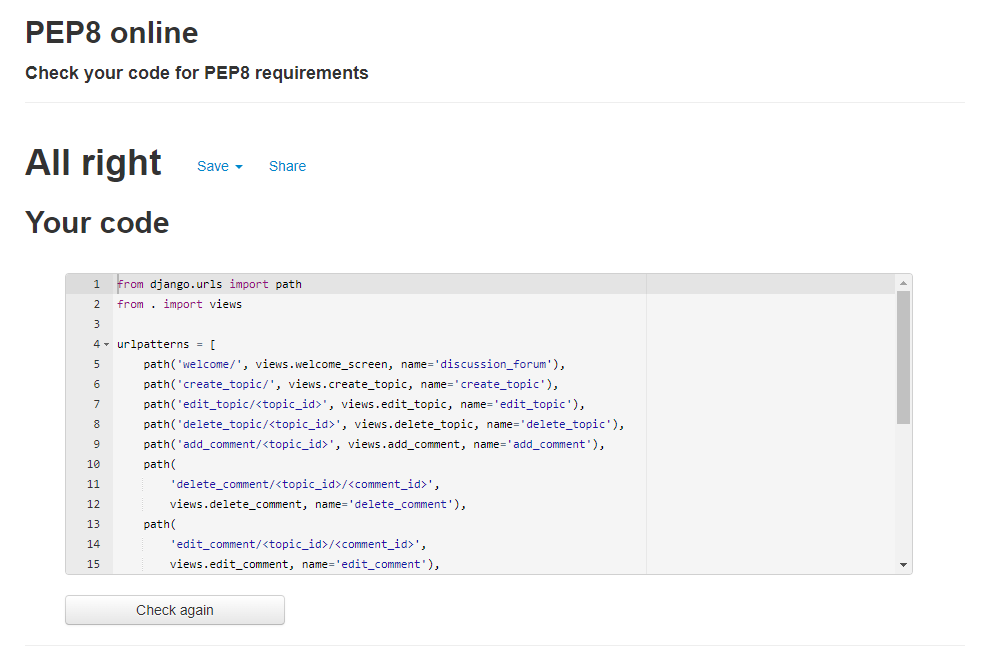 PEP8 online
Check your code for PEP8 requirements
All right Save Share
Your code
1 from django.urls import path
2 from . import views
3
4 urlpatterns = [
5 path('welcome/', views.welcome_screen, name='discussion_forum'),
6 path('create_topic/', views.create_topic, name='create_topic'),
7 path('edit_topic/<topic_id>', views.edit_topic, name='edit_topic'),
8 path('delete_topic/<topic_id>', views.delete_topic, name='delete_topic'),
9 path('add_comment/<topic_id>', views.add_comment, name='add_comment'),
10 path(
11 'delete_comment/<topic_id>/<comment_id>',
12 views.delete_comment, name='delete_comment'),
13 path(
14 'edit_comment/<topic_id>/<comment_id>',
15 views.edit_comment, name='edit_comment'),
Check again